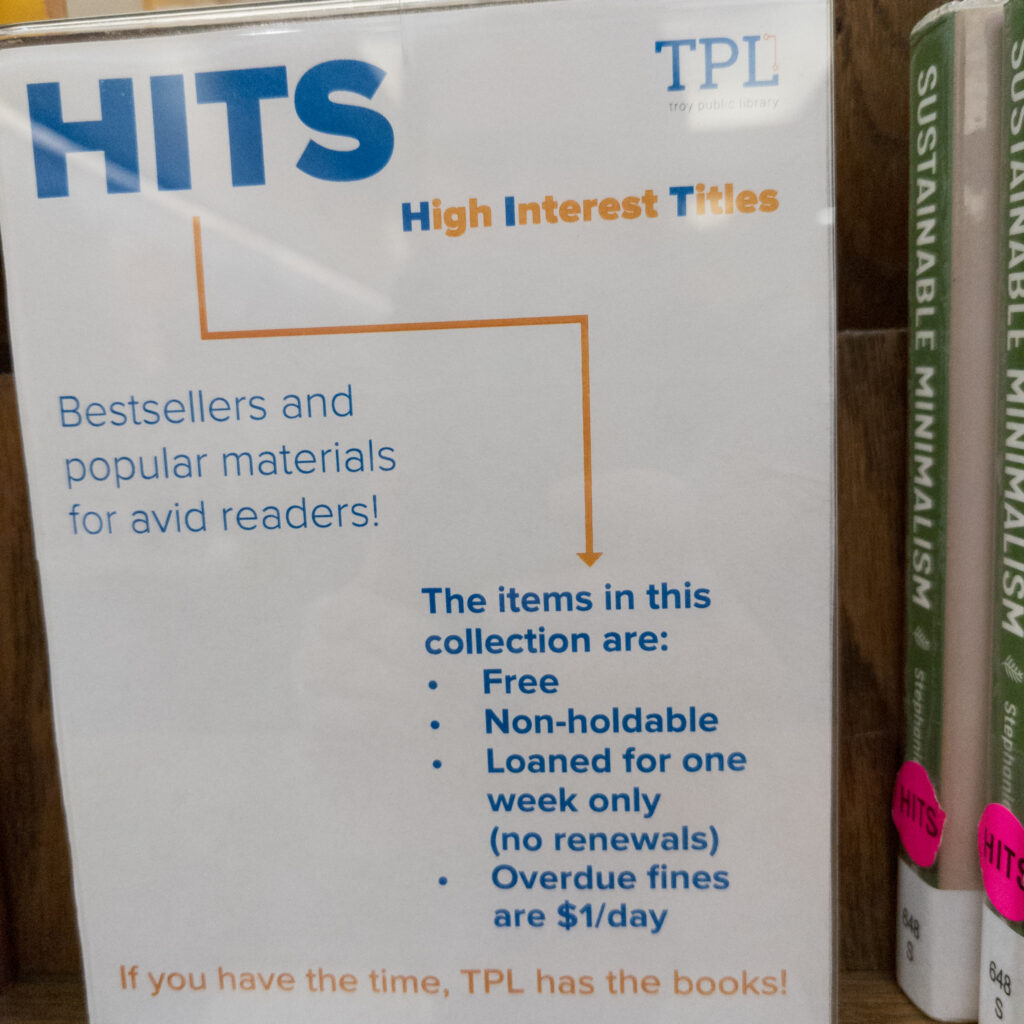 HITS
TPL
troy public library
High Interest Titles
Bestsellers and
popular materials
for avid readers!
The items in this
collection are:
• Free
• Non-holdable
• Loaned for one
week only
(no renewals)
• Overdue fines
are $1/day
If you have the time, TPL has the books!
SUSTAINABLE MINIMALISM
HITS
648
S
SUSTAINABLE MINIMALISM
HITS
648
S